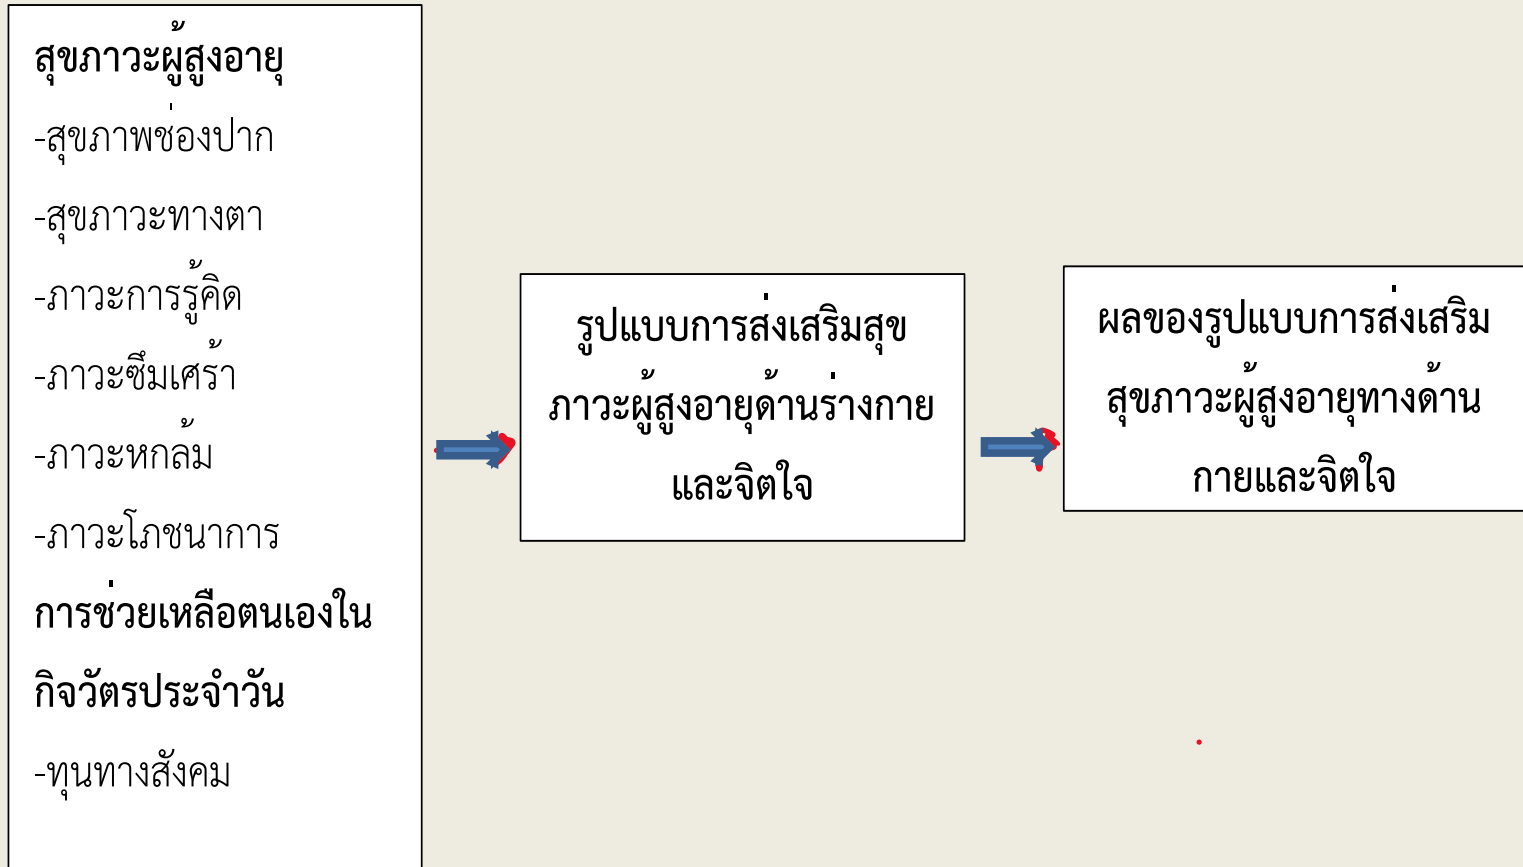 สุขภาวะผู้สูงอายุ
-สุขภาพช่องปาก
-สุขภาวะทางตา
-ภาวะการรู้คิด
-ภาวะซึมเศร้า
-ภาวะหกล้ม
-ภาวะโภชนาการ
การช่วยเหลือตนเองใน
กิจวัตรประจำวัน
-ทุนทางสังคม
รูปแบบการส่งเสริมสุข
ภาวะผู้สูงอายุด้านร่างกาย
และจิตใจ
ผลของรูปแบบการส่งเสริม
สุขภาวะผู้สูงอายุทางด้าน
กายและจิตใจ